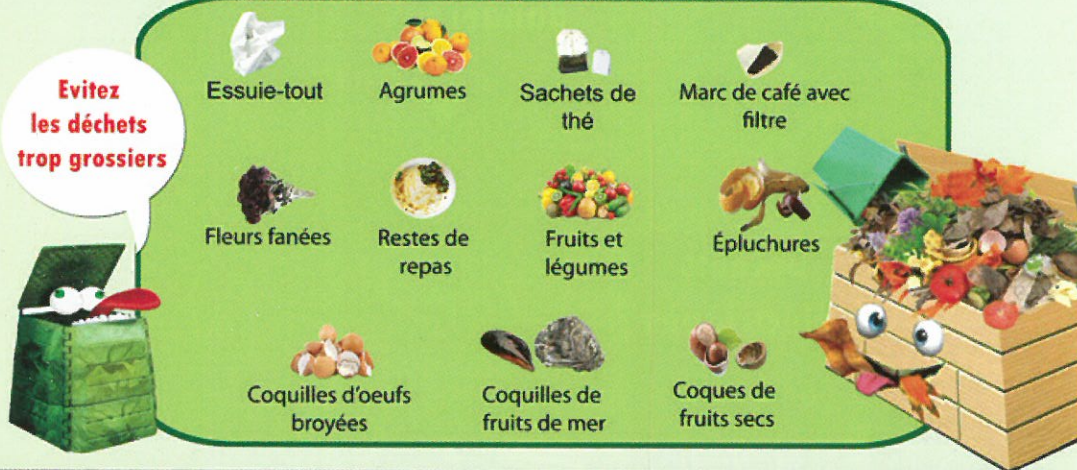 Evitez
les déchets
trop grossiers
Essuie-tout
Agrumes
Sachets de
thé
Marc de café avec
filtre
Fleurs fanées
Restes de
repas
Fruits et
légumes
Épluchures
Coquilles d'oeufs
broyées
Coquilles de
fruits de mer
Coques de
fruits secs